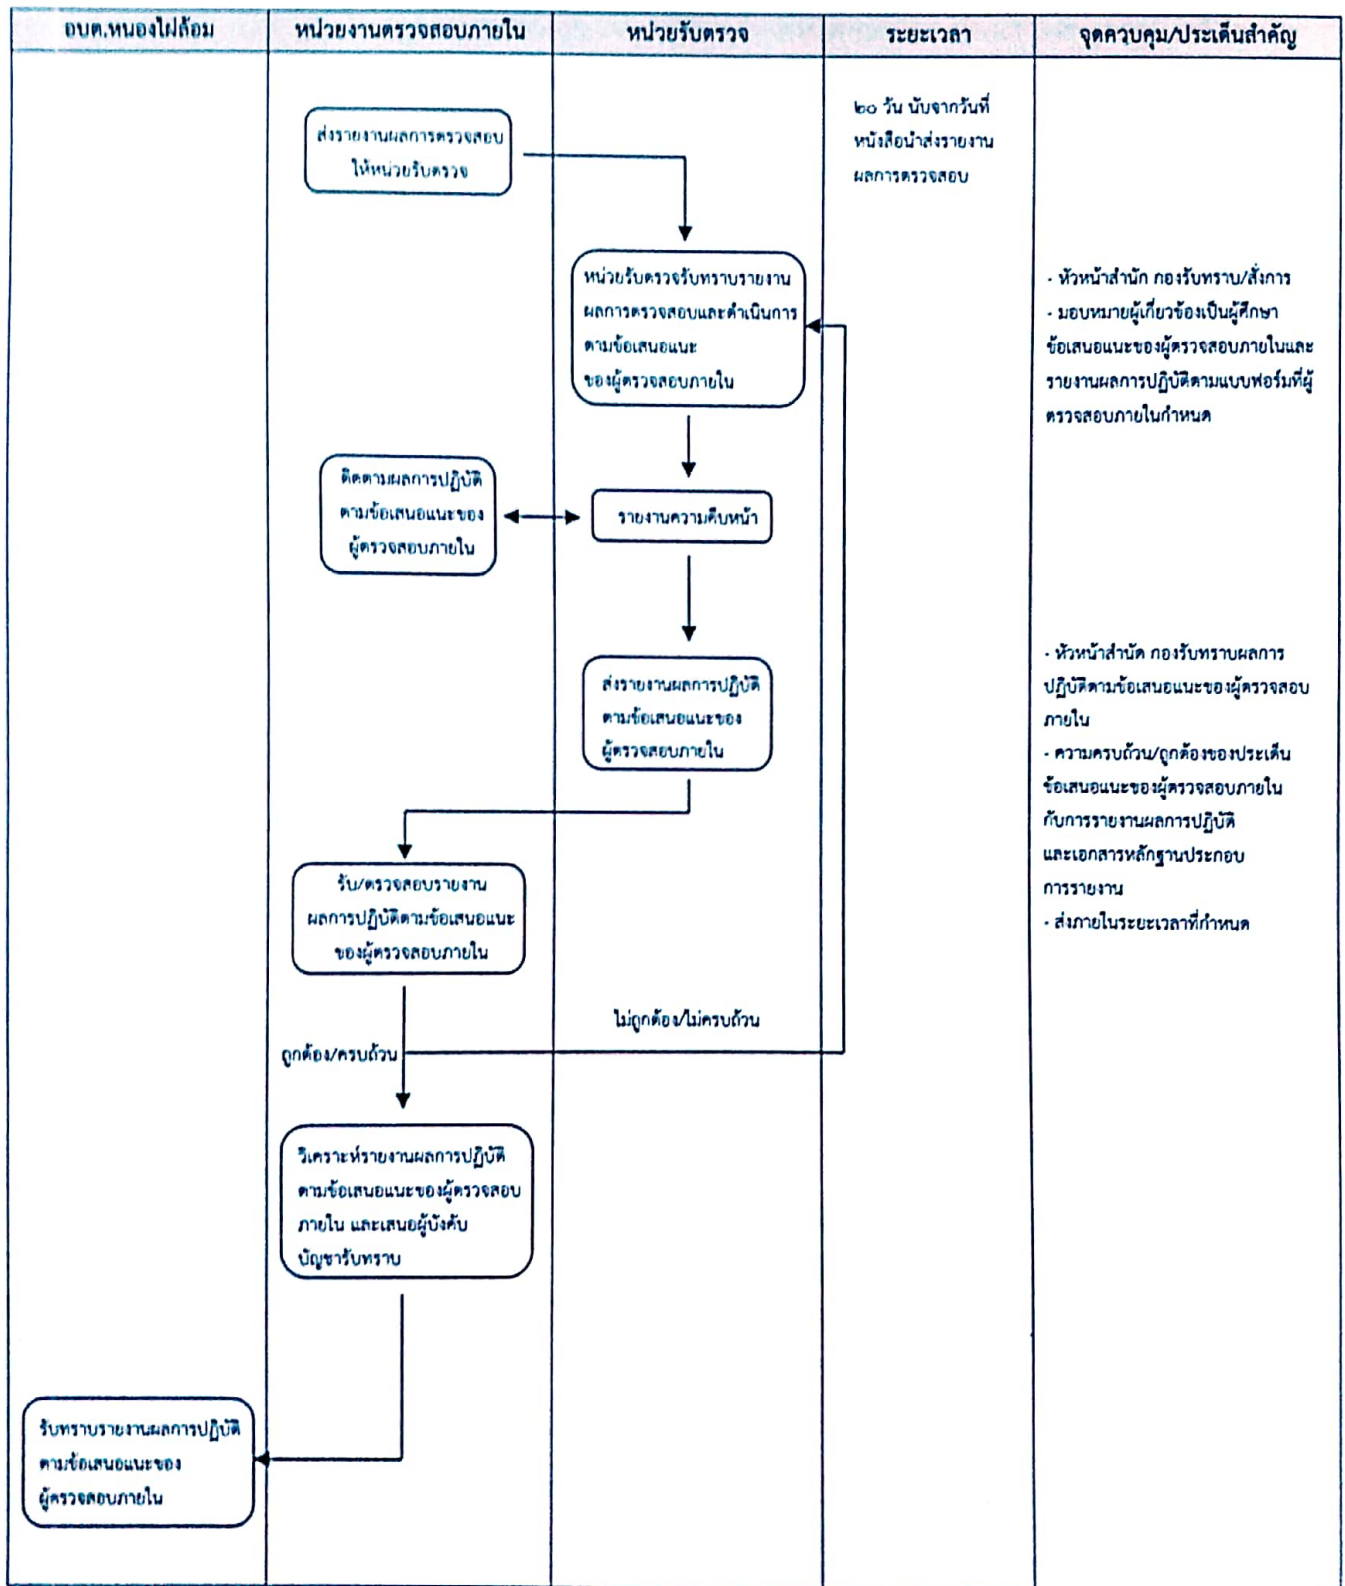 อบต.หนองไผ่ล้อม
หน่วยงานตรวจสอบภายใน
หน่วยรับตรวจ
ระยะเวลา
จุดควบคุม/ประเด็นสำคัญ
ส่งรายงานผลการตรวจสอบ
ให้หน่วยรับตรวจ
๒๐ วัน นับจากวันที่
หนังสือนำส่งรายงาน
ผลการตรวจสอบ
หน่วยรับตรวจรับทราบรายงาน
ผลการตรวจสอบและดำเนินการ
ตามข้อเสนอแนะ
ของผู้ตรวจสอบภายใน
- หัวหน้าสำนัก กองรับทราบ/สั่งการ
- มอบหมายผู้เกี่ยวข้องเป็นผู้ศึกษา
ข้อเสนอแนะของผู้ตรวจสอบภายในและ
รายงานผลการปฏิบัติตามแบบฟอร์มที่ผู้
ตรวจสอบภายในกำหนด
ติดตามผลการปฏิบัติ
ตามข้อเสนอแนะของ
ผู้ตรวจสอบภายใน
รายงานความคืบหน้า
ส่งรายงานผลการปฏิบัติ
ตามข้อเสนอแนะของ
ผู้ตรวจสอบภายใน
- หัวหน้าสำนัด กองรับทราบผลการ
ปฏิบัติตามข้อเสนอแนะของผู้ตรวจสอบ
ภายใน
- ความครบถ้วน/ถูกต้องของประเด็น
ข้อเสนอแนะของผู้ตรวจสอบภายใน
กับการรายงานผลการปฏิบัติ
และเอกสารหลักฐานประกอบ
การรายงาน
- ส่งภายในระยะเวลาที่กำหนด
รับ/ตรวจสอบรายงาน
ผลการปฏิบัติตามข้อเสนอแนะ
ของผู้ตรวจสอบภายใน
ไม่ถูกต้อง/ไม่ครบถ้วน
ถูกต้อง/ครบถ้วน
วิเคราะห์รายงานผลการปฏิบัติ
ตามข้อเสนอแนะของผู้ตรวจสอบ
ภายใน และเสนอผู้บังคับ
บัญชารับทราบ
รับทราบรายงานผลการปฏิบัติ
ตามข้อเสนอแนะของ
ผู้ตรวจสอบภายใน